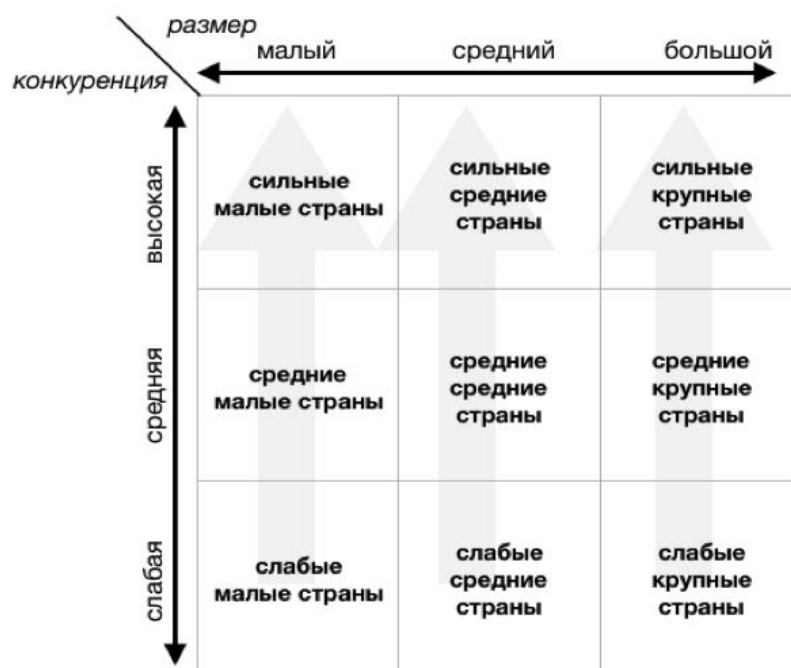 размер
малый средний большой
конкуренция
высокая
сильные
малые страны
сильные
средние
страны
сильные
крупные
страны
средняя
средние
малые страны
средние
средние
страны
средние
крупные
страны
слабая
слабые
малые страны
слабые
средние
страны
слабые
крупные
страны